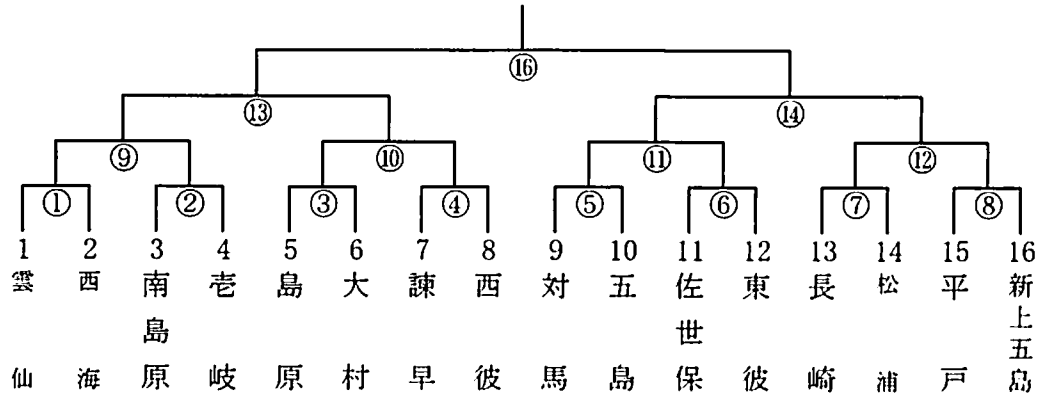 ⑯
⑬ ⑭
⑨ ⑩ ⑪ ⑫
① ② ③ ④ ⑤ ⑥ ⑦ ⑧
1 2 3 4 5 6 7 8 9 10 11 12 13 14 15 16
雲仙
西海
南島原
壱岐
島原
大村
諫早
西彼
対馬
五島
佐世保
東彼
長崎
松浦
平戸
新上五島